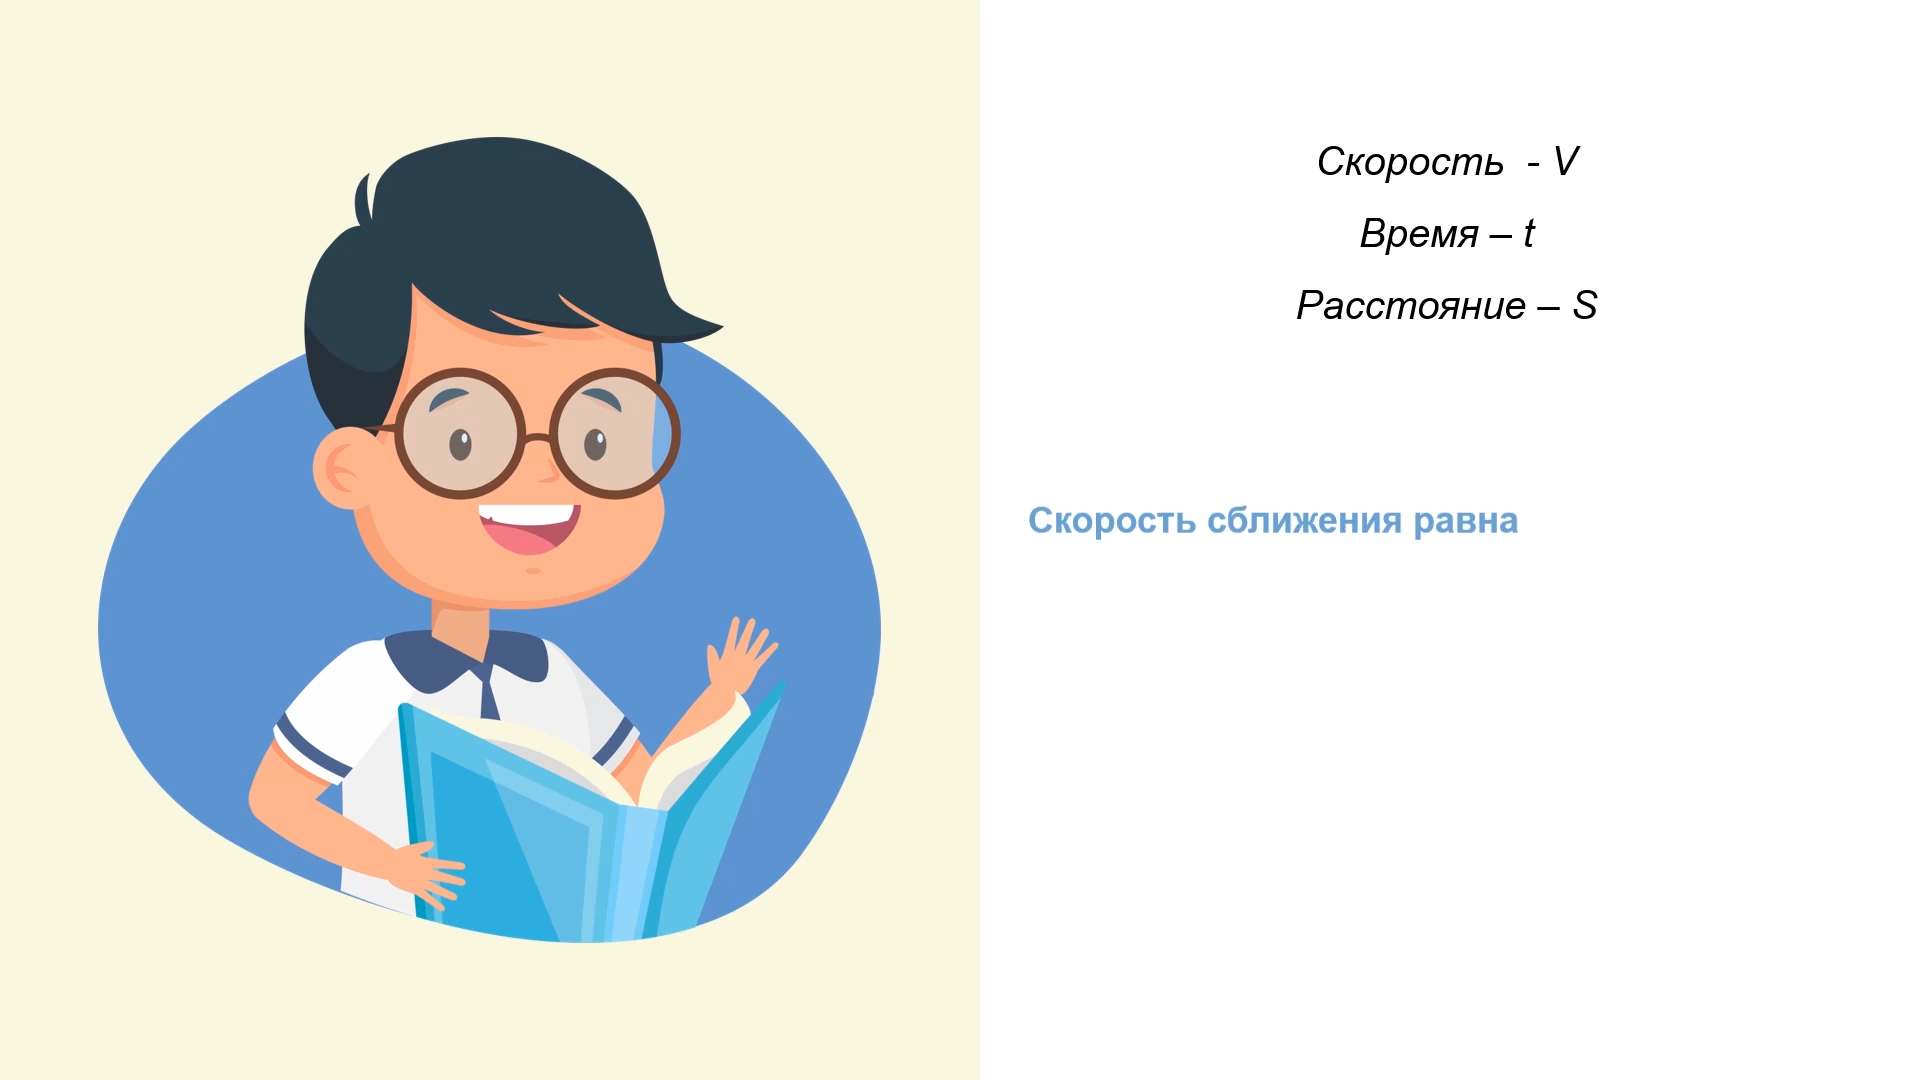 Скорость - V
Время – t
Расстояние – S
Скорость сближения равна